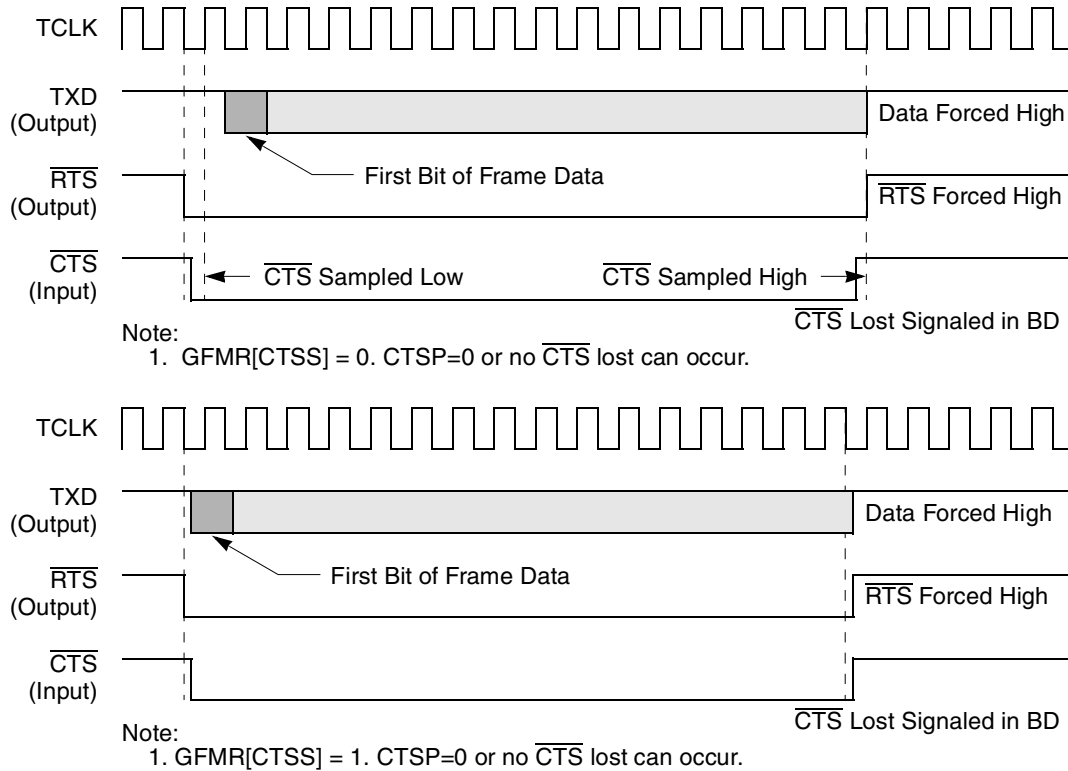 TCLK
TXD
(Output)
Data Forced High
First Bit of Frame Data
RTS
(Output)
RTS Forced High
CTS
(Input)
CTS Sampled Low
CTS Sampled High
CTS Lost Signaled in BD
Note:
1. GFMR[CTSS] = 0. CTSP=0 or no CTS lost can occur.
TCLK
TXD
(Output)
Data Forced High
First Bit of Frame Data
RTS
(Output)
RTS Forced High
CTS
(Input)
CTS Lost Signaled in BD
Note:
1. GFMR[CTSS] = 1. CTSP=0 or no CTS lost can occur.